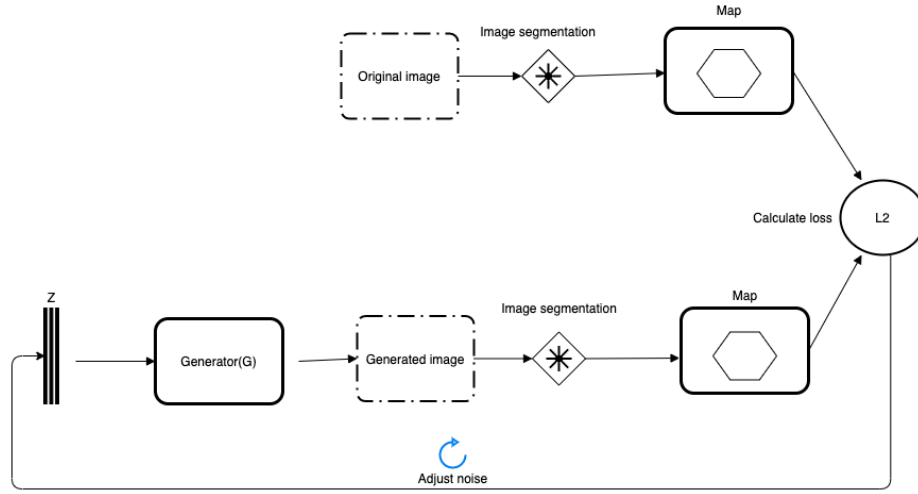 Map
Image segmentation
Original image
Calculate loss
L2
Z
Image segmentation
Map
Generator(G)
Generated image
Adjust noise